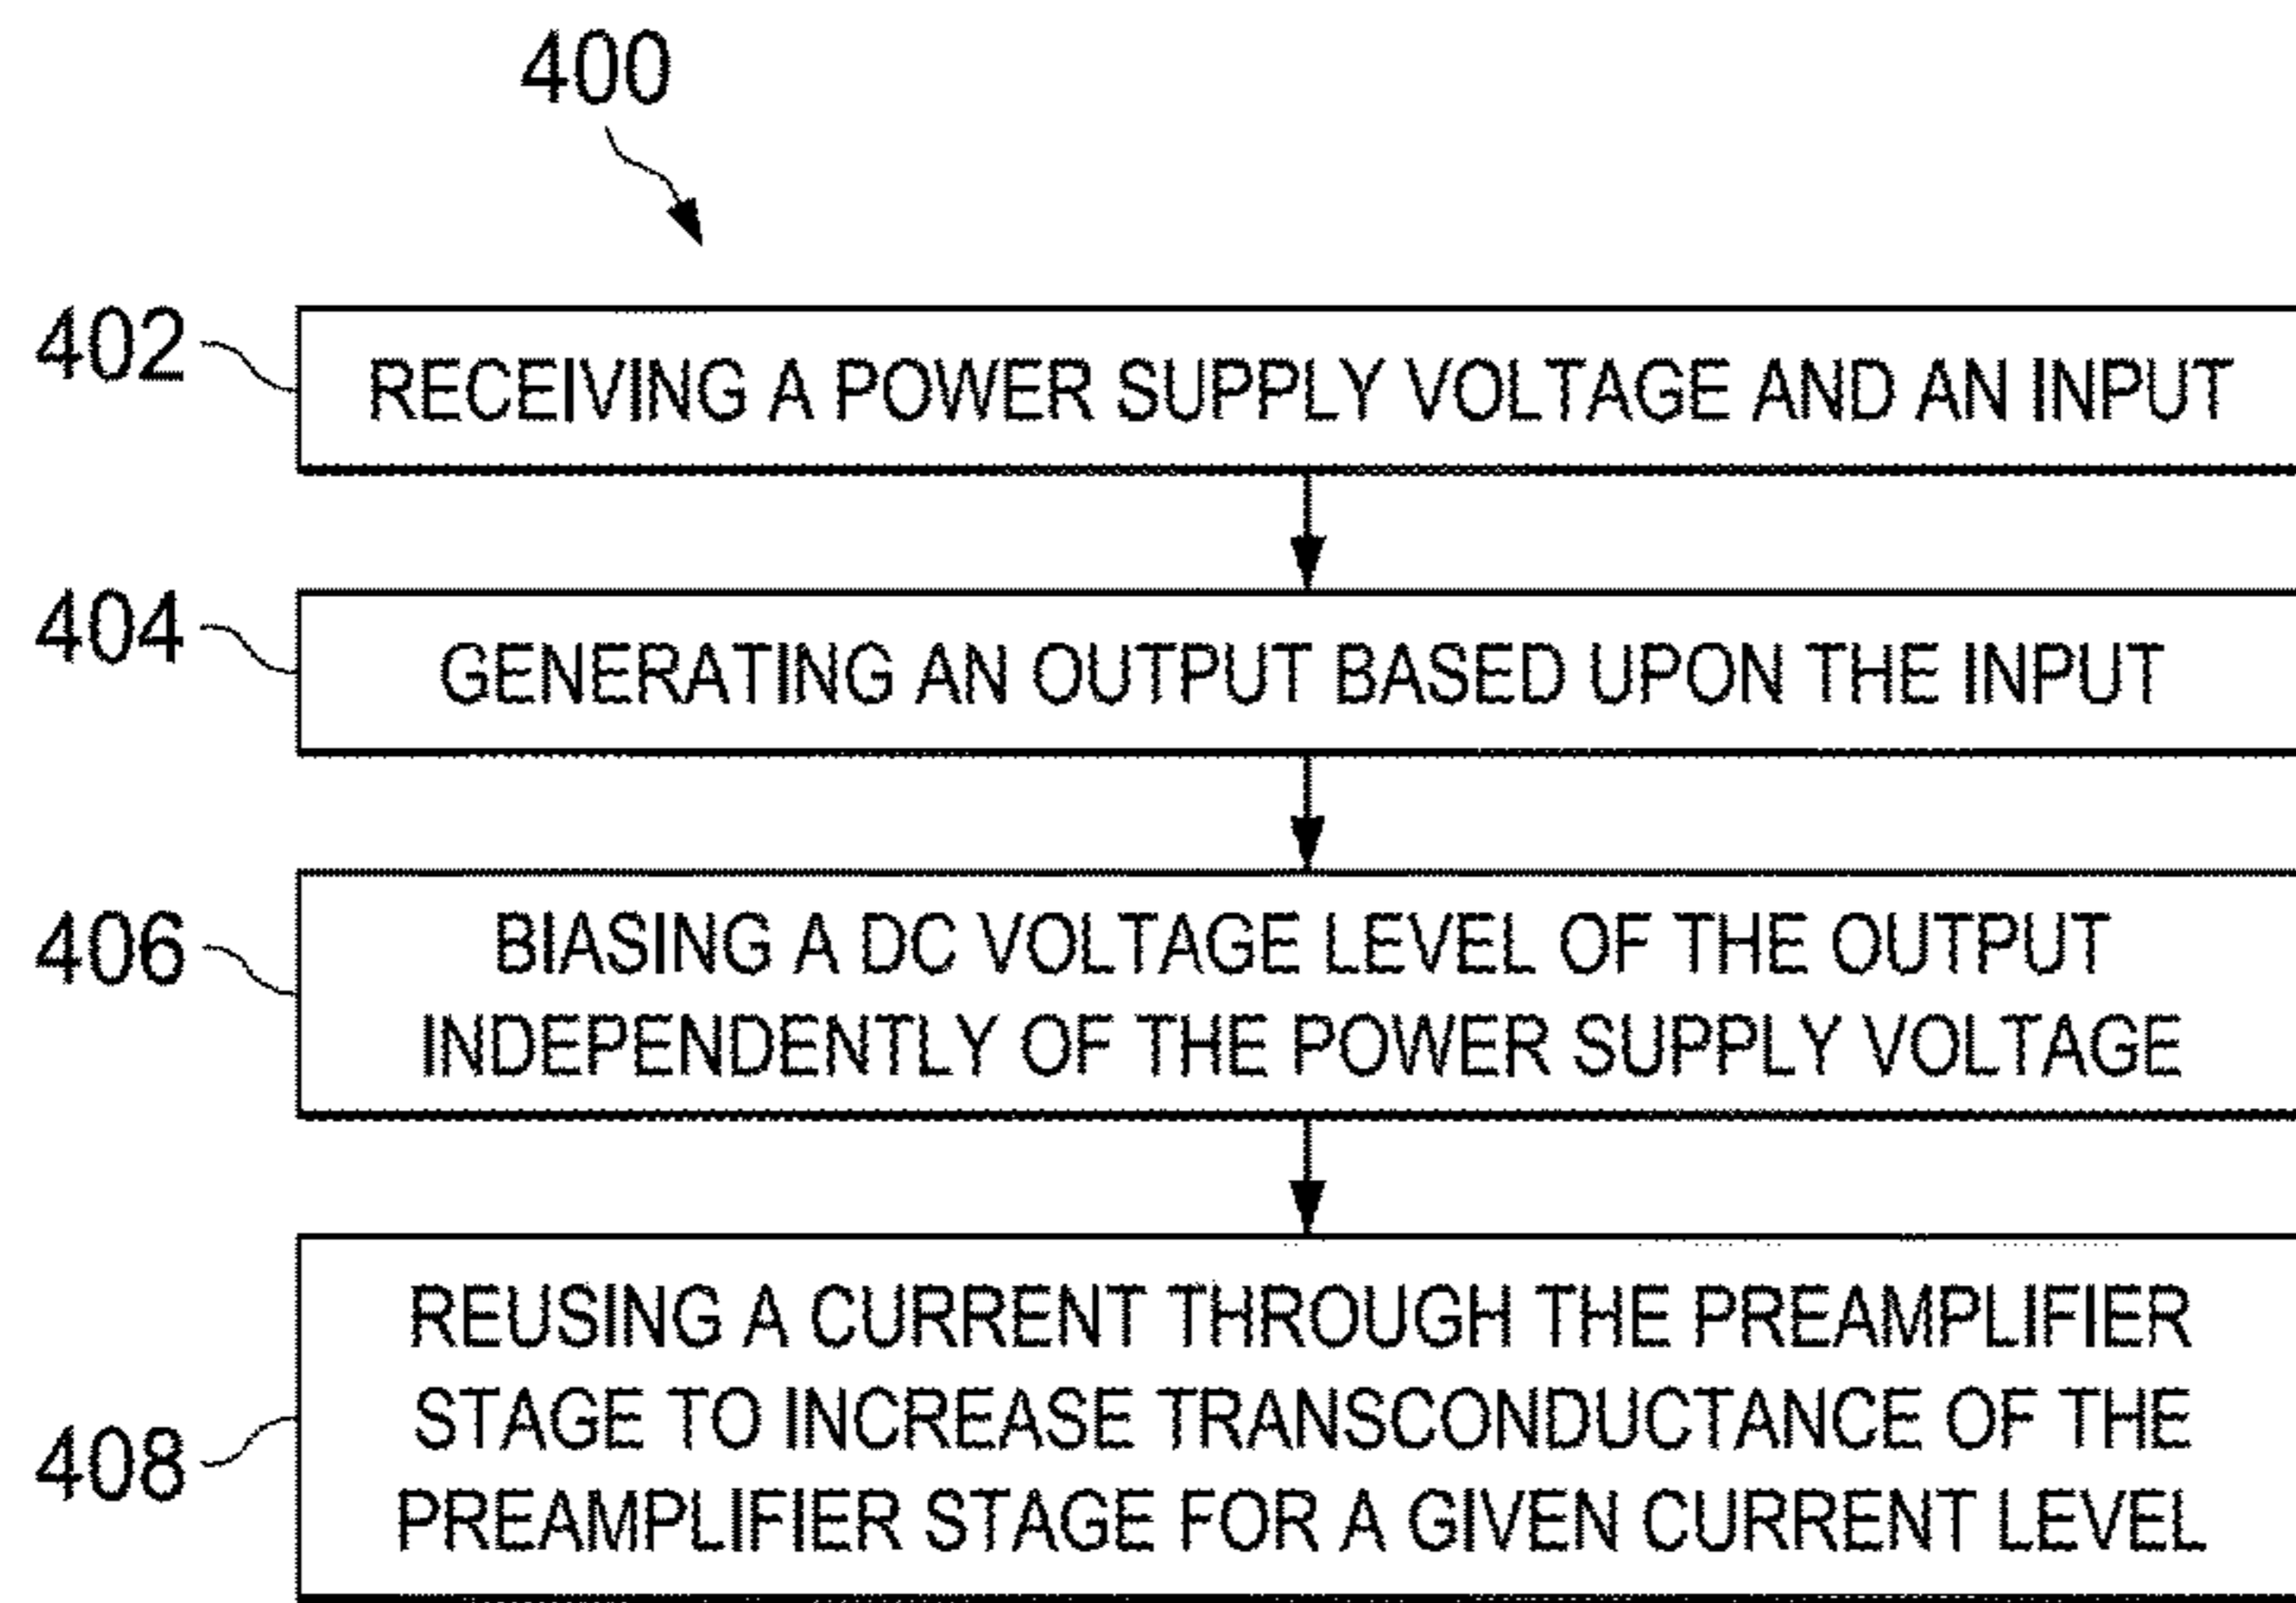 400
402
RECEIVING A POWER SUPPLY VOLTAGE AND AN INPUT
404
GENERATING AN OUTPUT BASED UPON THE INPUT
406
BIASING A DC VOLTAGE LEVEL OF THE OUTPUT
INDEPENDENTLY OF THE POWER SUPPLY VOLTAGE
408
REUSING A CURRENT THROUGH THE PREAMPLIFIER
STAGE TO INCREASE TRANSCONDUCTANCE OF THE
PREAMPLIFIER STAGE FOR A GIVEN CURRENT LEVEL